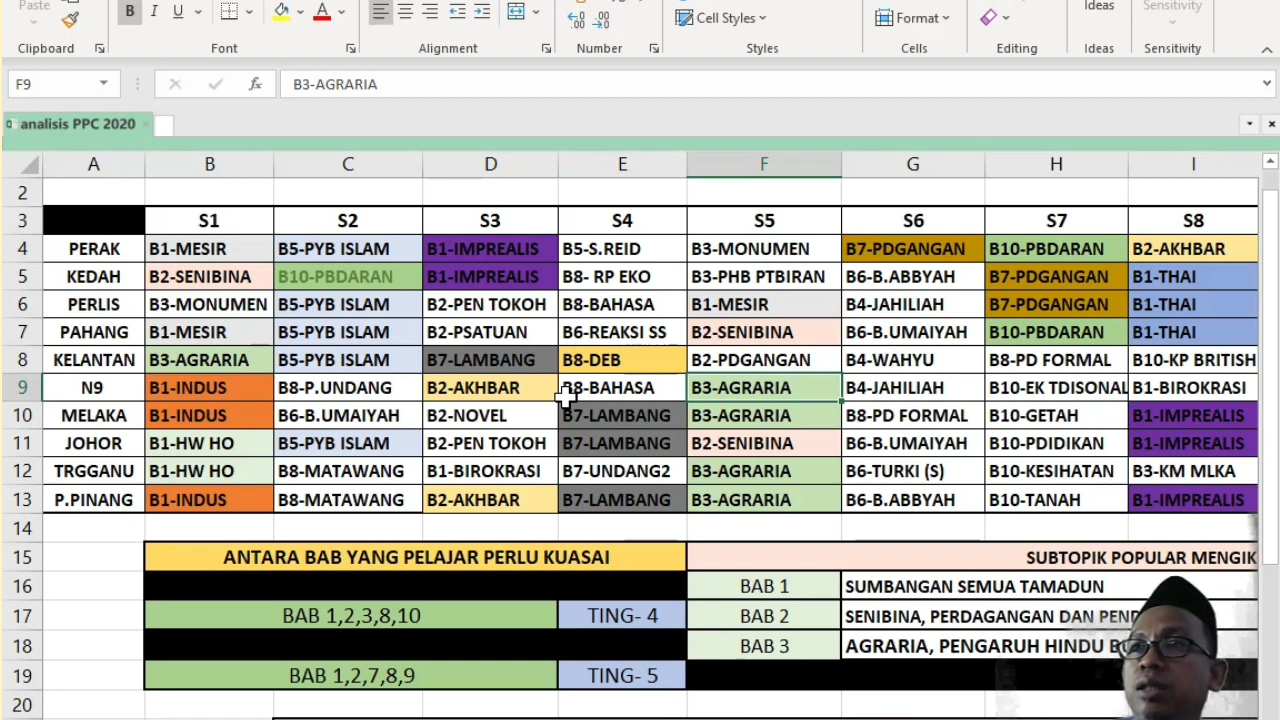 Paste
B I U
A
Cell Styles
Format
Ideas
Sensitivity
Clipboard
Font
Alignment
Number
Styles
Cells
Editing
Ideas
Sensitivity
F9
fx
B3-AGRARIA
analisis PPC 2020
A B C D E F G H I
2
3 S1 S2 S3 S4 S5 S6 S7 S8
4 PERAK B1-MESIR B5-PYB ISLAM B1-IMPREALIS B5-S.REID B3-MONUMEN B7-PDGANGAN B10-PBDARAN B2-AKHBAR
5 KEDAH B2-SENIBINA B10-PBDARAN B1-IMPREALIS B8- RP EKO B3-PHB PTBIRAN B6-B.ABBYAH B7-PDGANGAN B1-THAI
6 PERLIS B3-MONUMEN B5-PYB ISLAM B2-PEN TOKOH B8-BAHASA B1-MESIR B4-JAHILIAH B7-PDGANGAN B1-THAI
7 PAHANG B1-MESIR B5-PYB ISLAM B2-PSATUAN B6-REAKSI SS B2-SENIBINA B6-B.UMAIYAH B10-PBDARAN B1-THAI
8 KELANTAN B3-AGRARIA B5-PYB ISLAM B7-LAMBANG B8-DEB B2-PDGANGAN B4-WAHYU B8-PD FORMAL B10-KP BRITISH
9 N9 B1-INDUS B8-P.UNDANG B2-AKHBAR B8-BAHASA B3-AGRARIA B4-JAHILIAH B10-EK TDISONAL B1-BIROKRASI
10 MELAKA B1-INDUS B6-B.UMAIYAH B2-NOVEL B7-LAMBANG B3-AGRARIA B8-PD FORMAL B10-GETAH B1-IMPREALIS
11 JOHOR B1-HW HO B5-PYB ISLAM B2-PEN TOKOH B7-LAMBANG B2-SENIBINA B6-B.UMAIYAH B10-PDIDIKAN B1-IMPREALIS
12 TRGGANU B1-HW HO B8-MATAWANG B1-BIROKRASI B7-UNDANG2 B3-AGRARIA B6-TURKI (S) B10-KESIHATAN B3-KM MLKA
13 P.PINANG B1-INDUS B8-MATAWANG B2-AKHBAR B7-LAMBANG B3-AGRARIA B6-B.ABBYAH B10-TANAH B1-IMPREALIS
14
15 ANTARA BAB YANG PELAJAR PERLU KUASAI SUBTOPIK POPULAR MENGIK
16 BAB 1 SUMBANGAN SEMUA TAMADUN
17 BAB 1,2,3,8,10 TING- 4 BAB 2 SENIBINA, PERDAGANGAN DAN PEND
18 BAB 3 AGRARIA, PENGARUH HINDU B
19 BAB 1,2,7,8,9 TING- 5
20